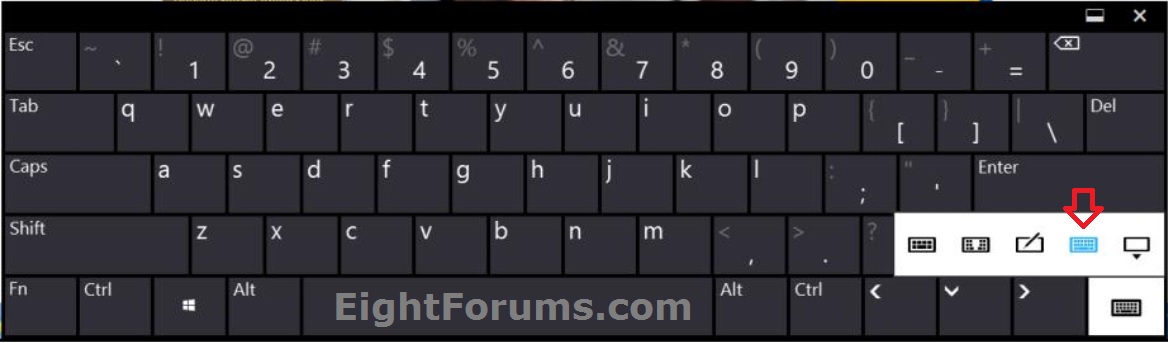 Esc ~ ` ! 1 @ 2 # 3 $ 4 % 5 ^ 6 & 7 * 8 ( 9 ) 0 _ - + =
Tab q w e r t y u i o p { [ } ] | \ Del
Caps a s d f g h j k l : ; " ' Enter
Shift z x c v b n m < , > . ?
Fn Ctrl Alt EightForums.com Alt Ctrl